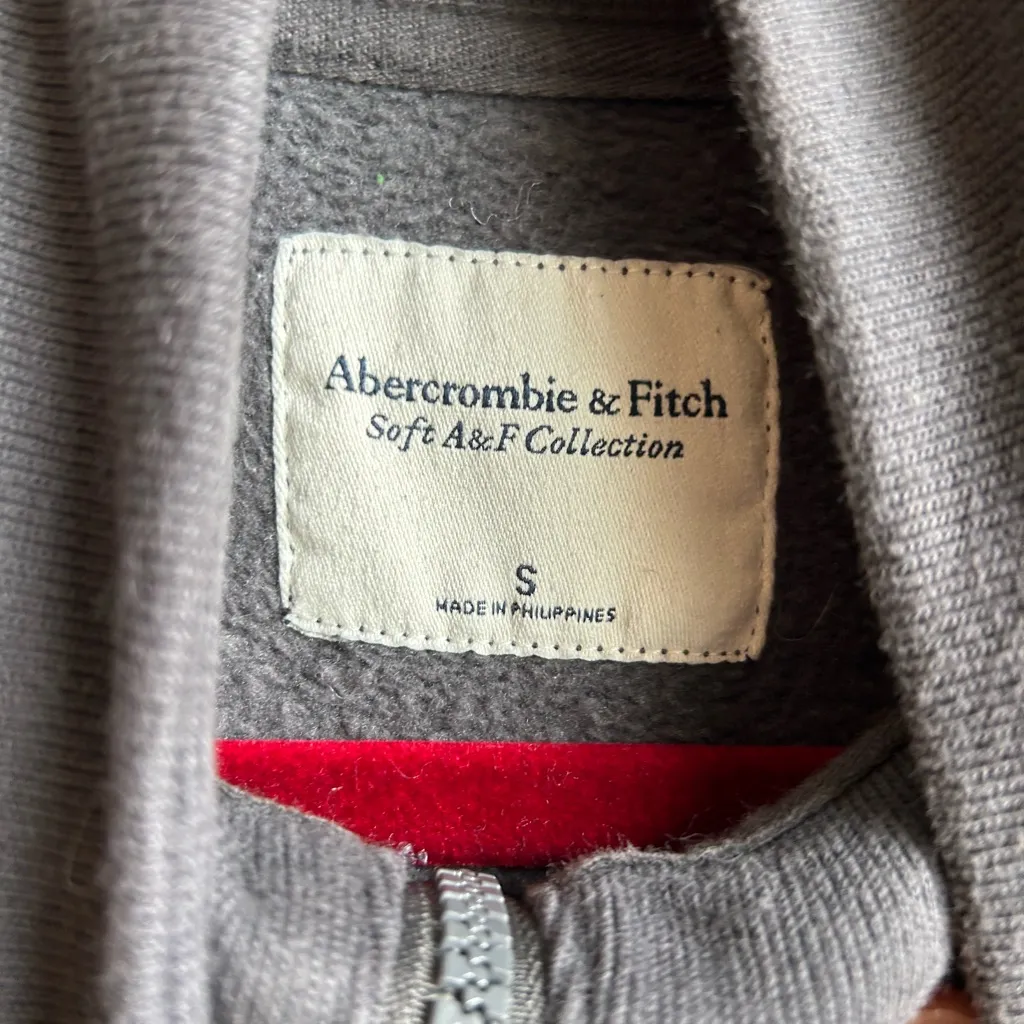 Abercrombie & Fitch
Soft A&F Collection
S
MADE IN PHILIPPINES